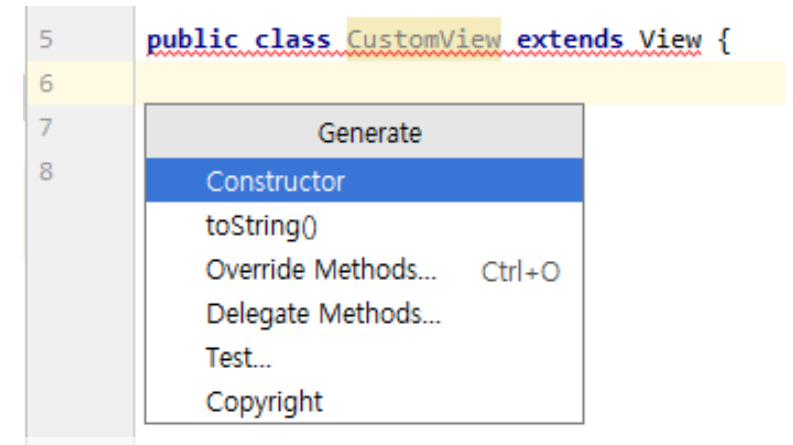 5 public class CustomView extends View {
6
7
8
Generate
Constructor
toString()
Override Methods... Ctrl+O
Delegate Methods...
Test...
Copyright